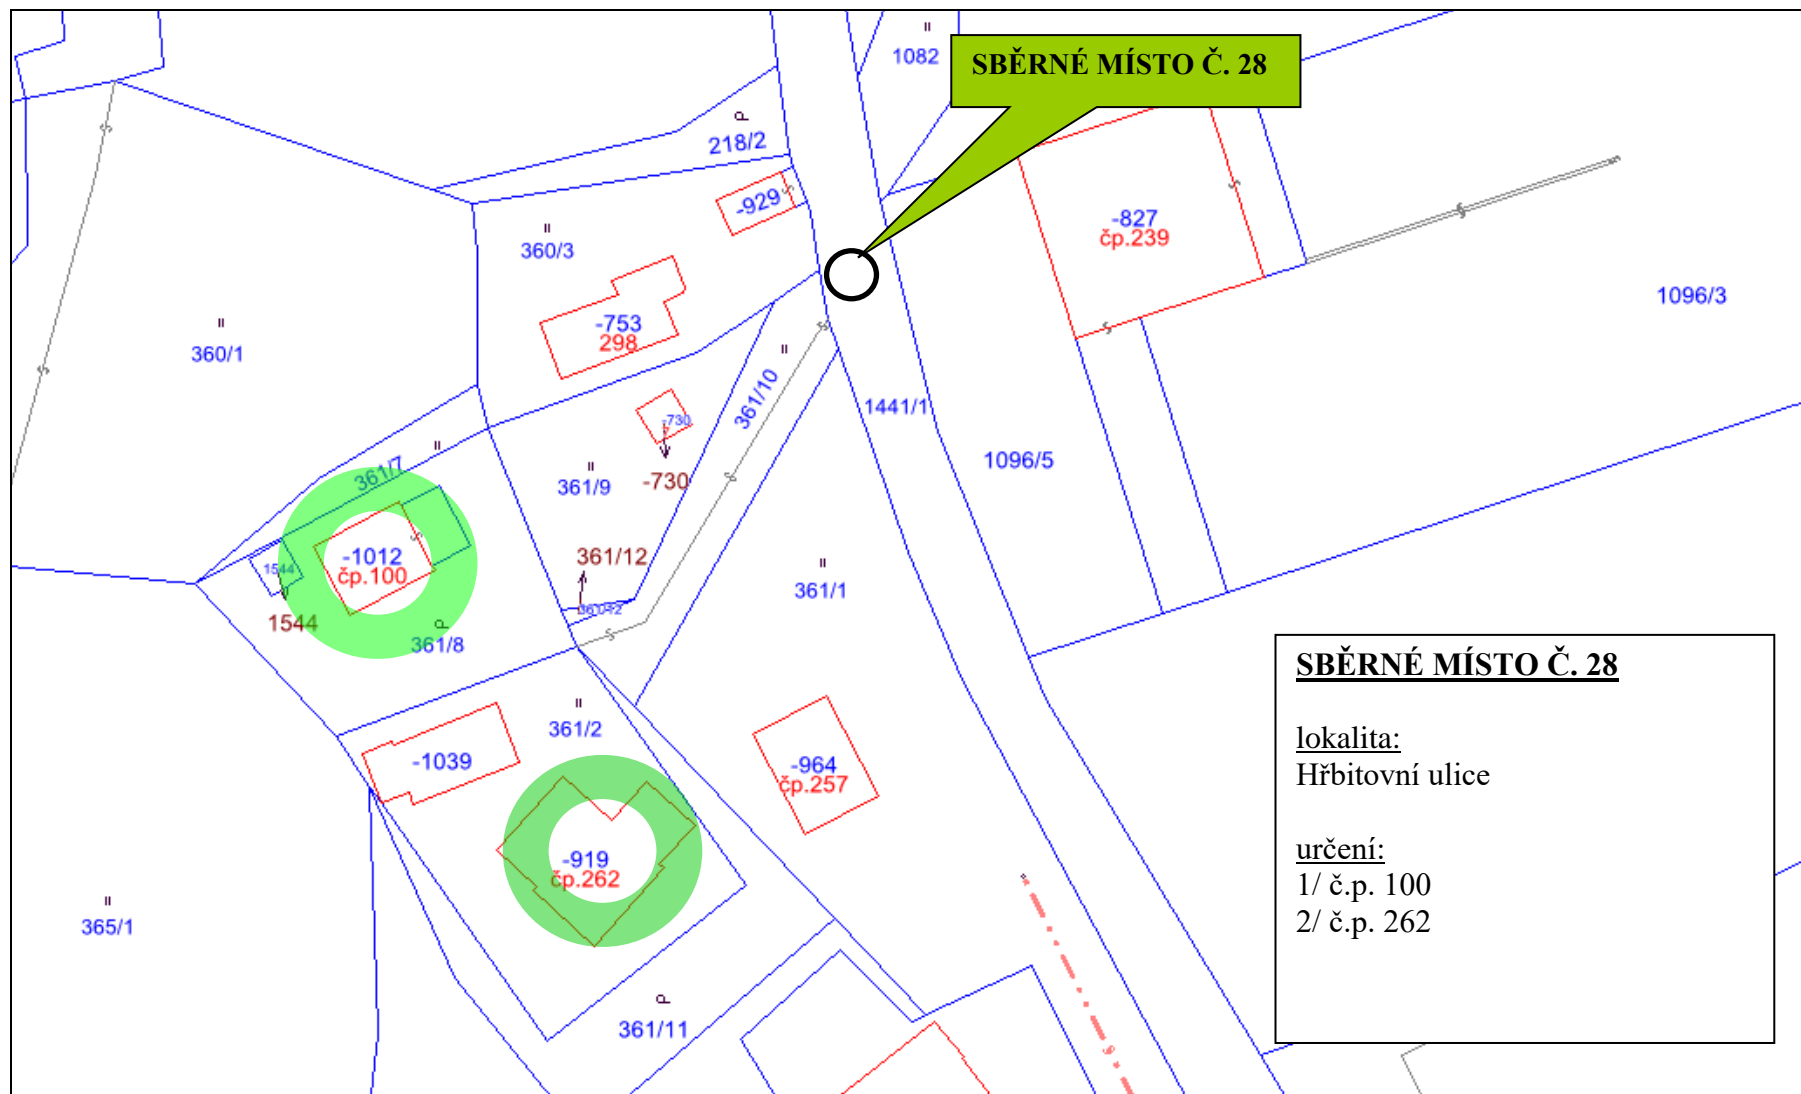 1082
SBĚRNÉ MÍSTO Č. 28
218/2
-929
-827
čp.239
360/3
1096/3
-753
298
360/1
361/10
1441/1
-730
1096/5
361/7
361/9
-730
-1012
čp.100
361/12
1544
361/1
1544
361/8
SBĚRNÉ MÍSTO Č. 28
lokalita:
Hřbitovní ulice
určení:
1/ č.p. 100
2/ č.p. 262
361/2
-1039
-964
čp.257
-919
čp.262
365/1
361/11